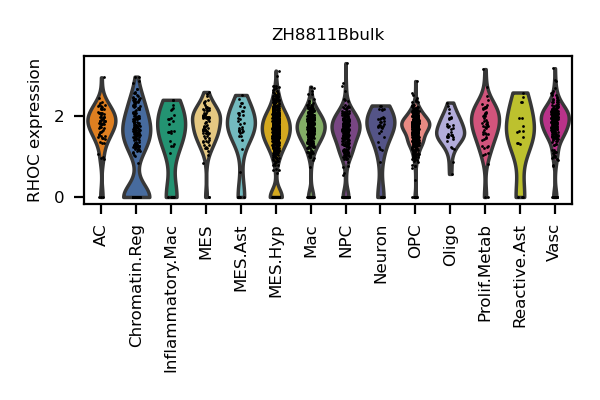 ZH8811Bbulk
RHOC expression
2
0
AC
Chromatin.Reg
Inflammatory.Mac
MES
MES.Ast
MES.Hyp
Mac
NPC
Neuron
OPC
Oligo
Prolif.Metab
Reactive.Ast
Vasc